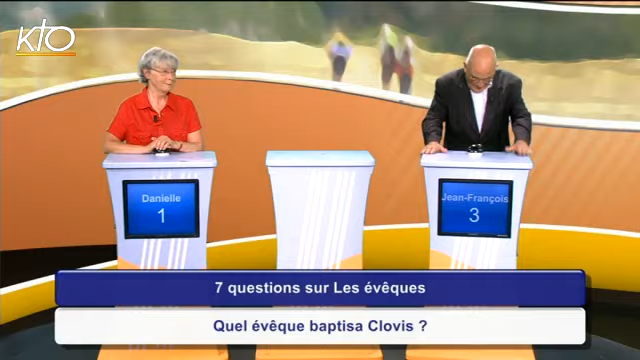 kto
Danielle
1
Jean-François
3
7 questions sur Les évêques
Quel évêque baptisa Clovis ?